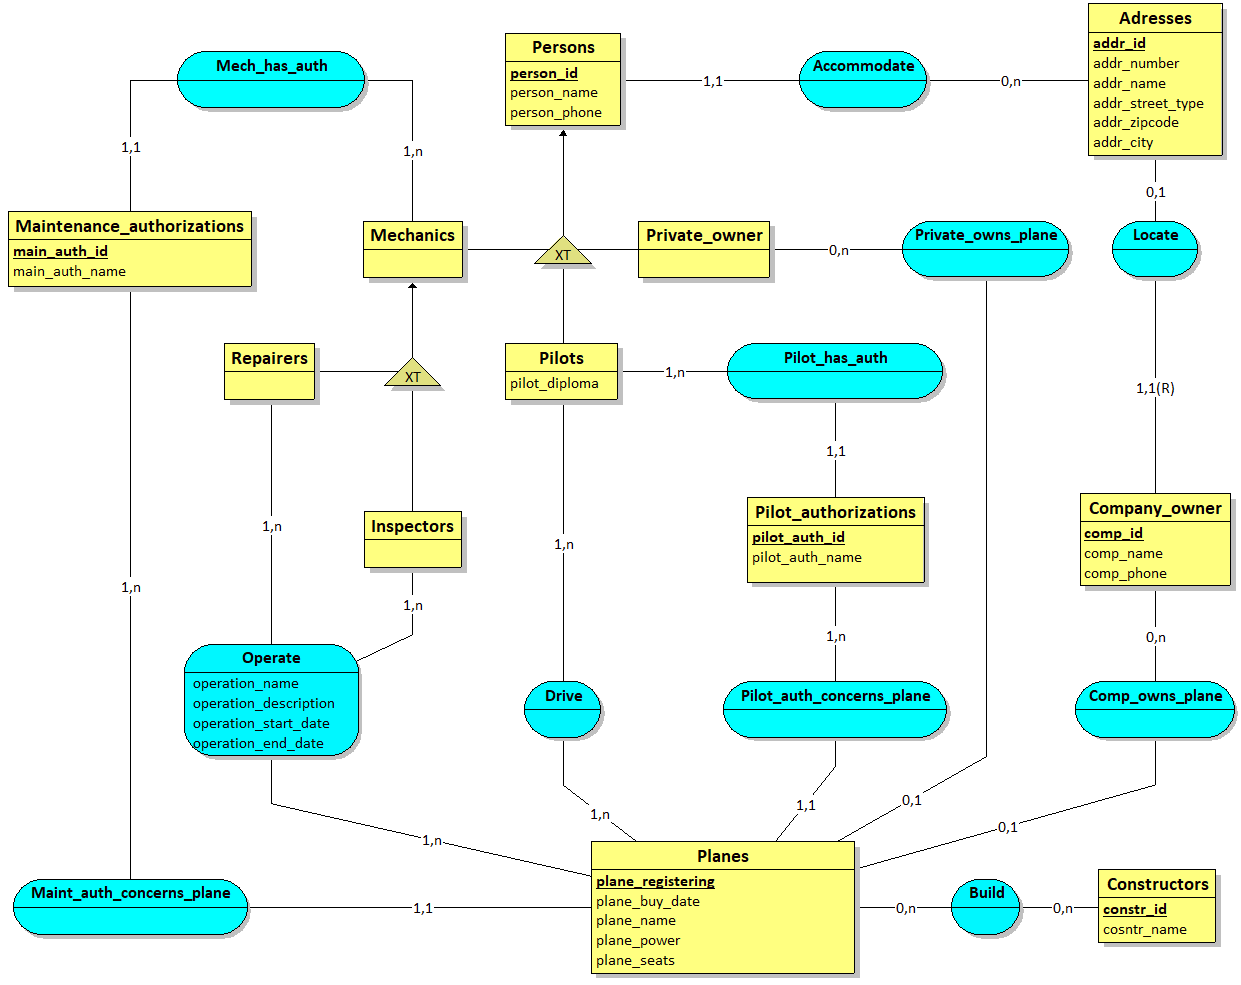 Adresses
addr_id
addr_number
addr_name
addr_street_type
addr_zipcode
addr_city
Persons
person_id
person_name
person_phone
Mech_has_auth
Accommodate
1,1
0,n
1,1
1,n
0,1
Maintenance_authorizations
main_auth_id
main_auth_name
Mechanics
XT
Private_owner
0,n
Private_owns_plane
Locate
Repairers
XT
Pilots
pilot_diploma
1,n
Pilot_has_auth
1,1(R)
1,1
Inspectors
Pilot_authorizations
pilot_auth_id
pilot_auth_name
Company_owner
comp_id
comp_name
comp_phone
1,n
1,n
1,n
1,n
1,n
0,n
Operate
operation_name
operation_description
operation_start_date
operation_end_date
Drive
Pilot_auth_concerns_plane
Comp_owns_plane
1,n
1,n
1,1
0,1
0,1
Planes
plane_registering
plane_buy_date
plane_name
plane_power
plane_seats
Maint_auth_concerns_plane
1,1
0,n
Build
0,n
Constructors
constr_id
cosntr_name